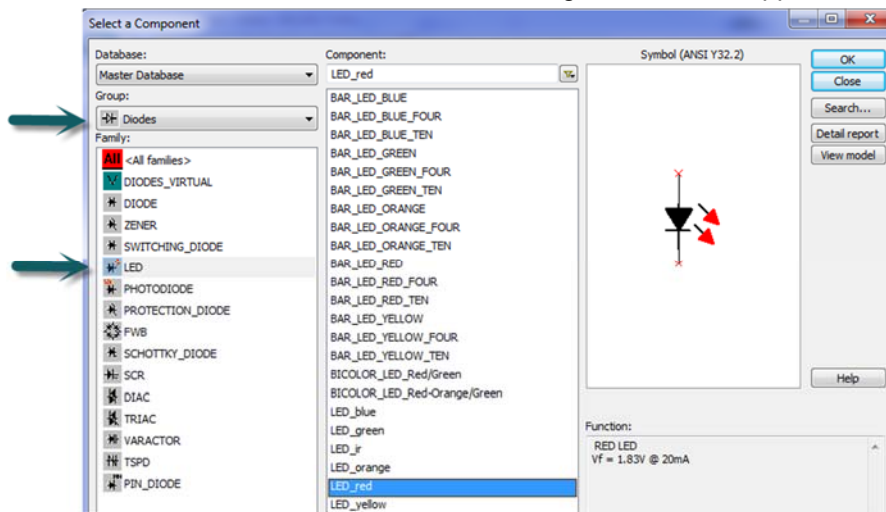 Select a Component
Database:
Master Database
Group:
Diodes
Family:
All <All families>
DIODES_VIRTUAL
DIODE
ZENER
SWITCHING_DIODE
LED
PHOTODIODE
PROTECTION_DIODE
FWB
SCHOTTKY_DIODE
SCR
DIAC
TRIAC
VARACTOR
TSPD
PIN_DIODE
Component:
LED_red
BAR_LED_BLUE
BAR_LED_BLUE_FOUR
BAR_LED_BLUE_TEN
BAR_LED_GREEN
BAR_LED_GREEN_FOUR
BAR_LED_GREEN_TEN
BAR_LED_ORANGE
BAR_LED_ORANGE_FOUR
BAR_LED_ORANGE_TEN
BAR_LED_RED
BAR_LED_RED_FOUR
BAR_LED_RED_TEN
BAR_LED_YELLOW
BAR_LED_YELLOW_FOUR
BAR_LED_YELLOW_TEN
BICOLOR_LED_Red/Green
BICOLOR_LED_Red-Orange/Green
LED_blue
LED_green
LED_ir
LED_orange
LED_red
LED_yellow
Symbol (ANSI Y32.2)
Function:
RED LED
Vf = 1.83V @ 20mA
OK
Close
Search...
Detail report
View model
Help